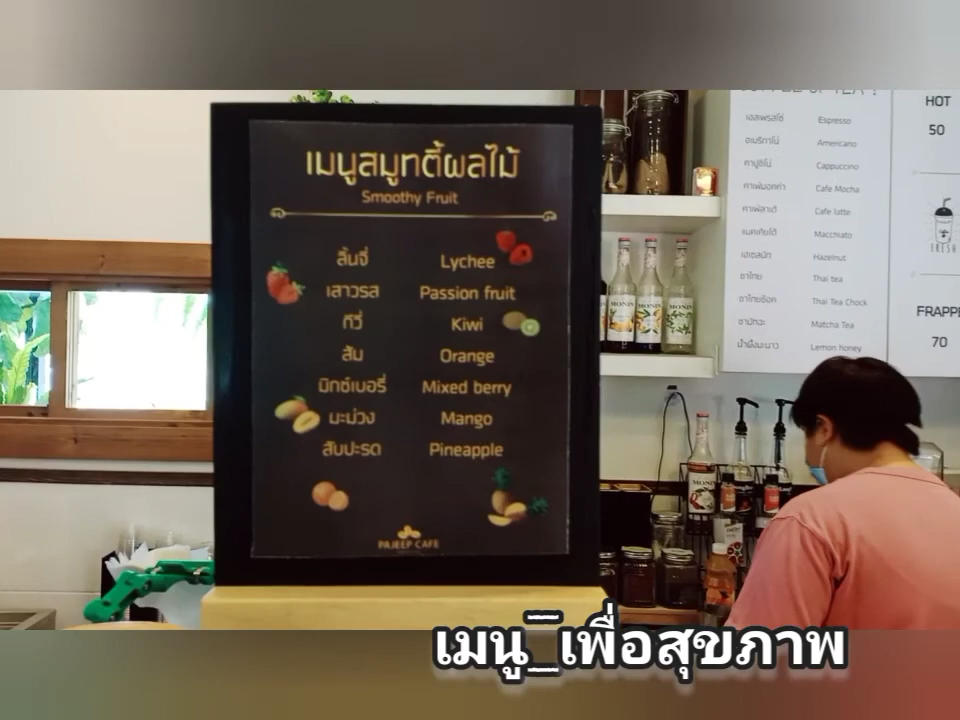 เมนูสมูทตี้ผลไม้
Smoothy Fruit
ลิ้นจี่ Lychee
เสาวรส Passion fruit
กีวี่ Kiwi
ส้ม Orange
มิกซ์เบอรี่ Mixed berry
มะม่วง Mango
สับปะรด Pineapple
PAJEEP CAFE
เอสเพรสโซ่ Espresso
อเมริกาโน่ Americano
คาปูชิโน่ Cappuccino
คาเฟ่มอคค่า Cafe Mocha
คาเฟ่ลาเต้ Cafe latte
แมคเคียโต้ Macchiato
เฮเซลนัท Hazelnut
ชาไทย Thai tea
ชาไทยช็อค Thai Tea Chock
ชามัทฉะ Matcha Tea
น้ำผึ้งมะนาว Lemon honey
HOT
50
FRESH
FRAPPE
70
MONIN
MONIN
MONIN
MONIN
เมนู_เพื่อสุขภาพ